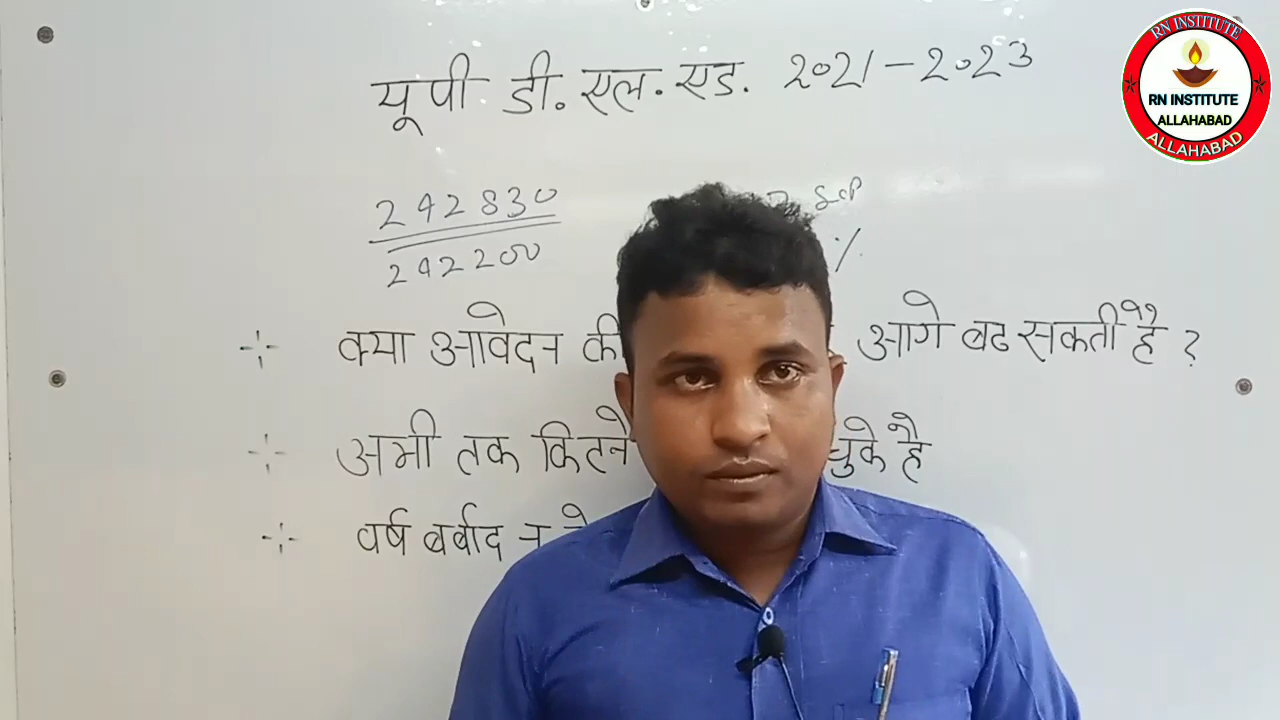 यू पी. डी. एल. एड. 2021-2023
242830
242200
Sep
%
क्या आवेदन की आगे बढ सकती है ?
अभी तक कितने चुके है
वर्ष बर्बाद न
RN INSTITUTE
RN INSTITUTE
ALLAHABAD
ALLAHABAD